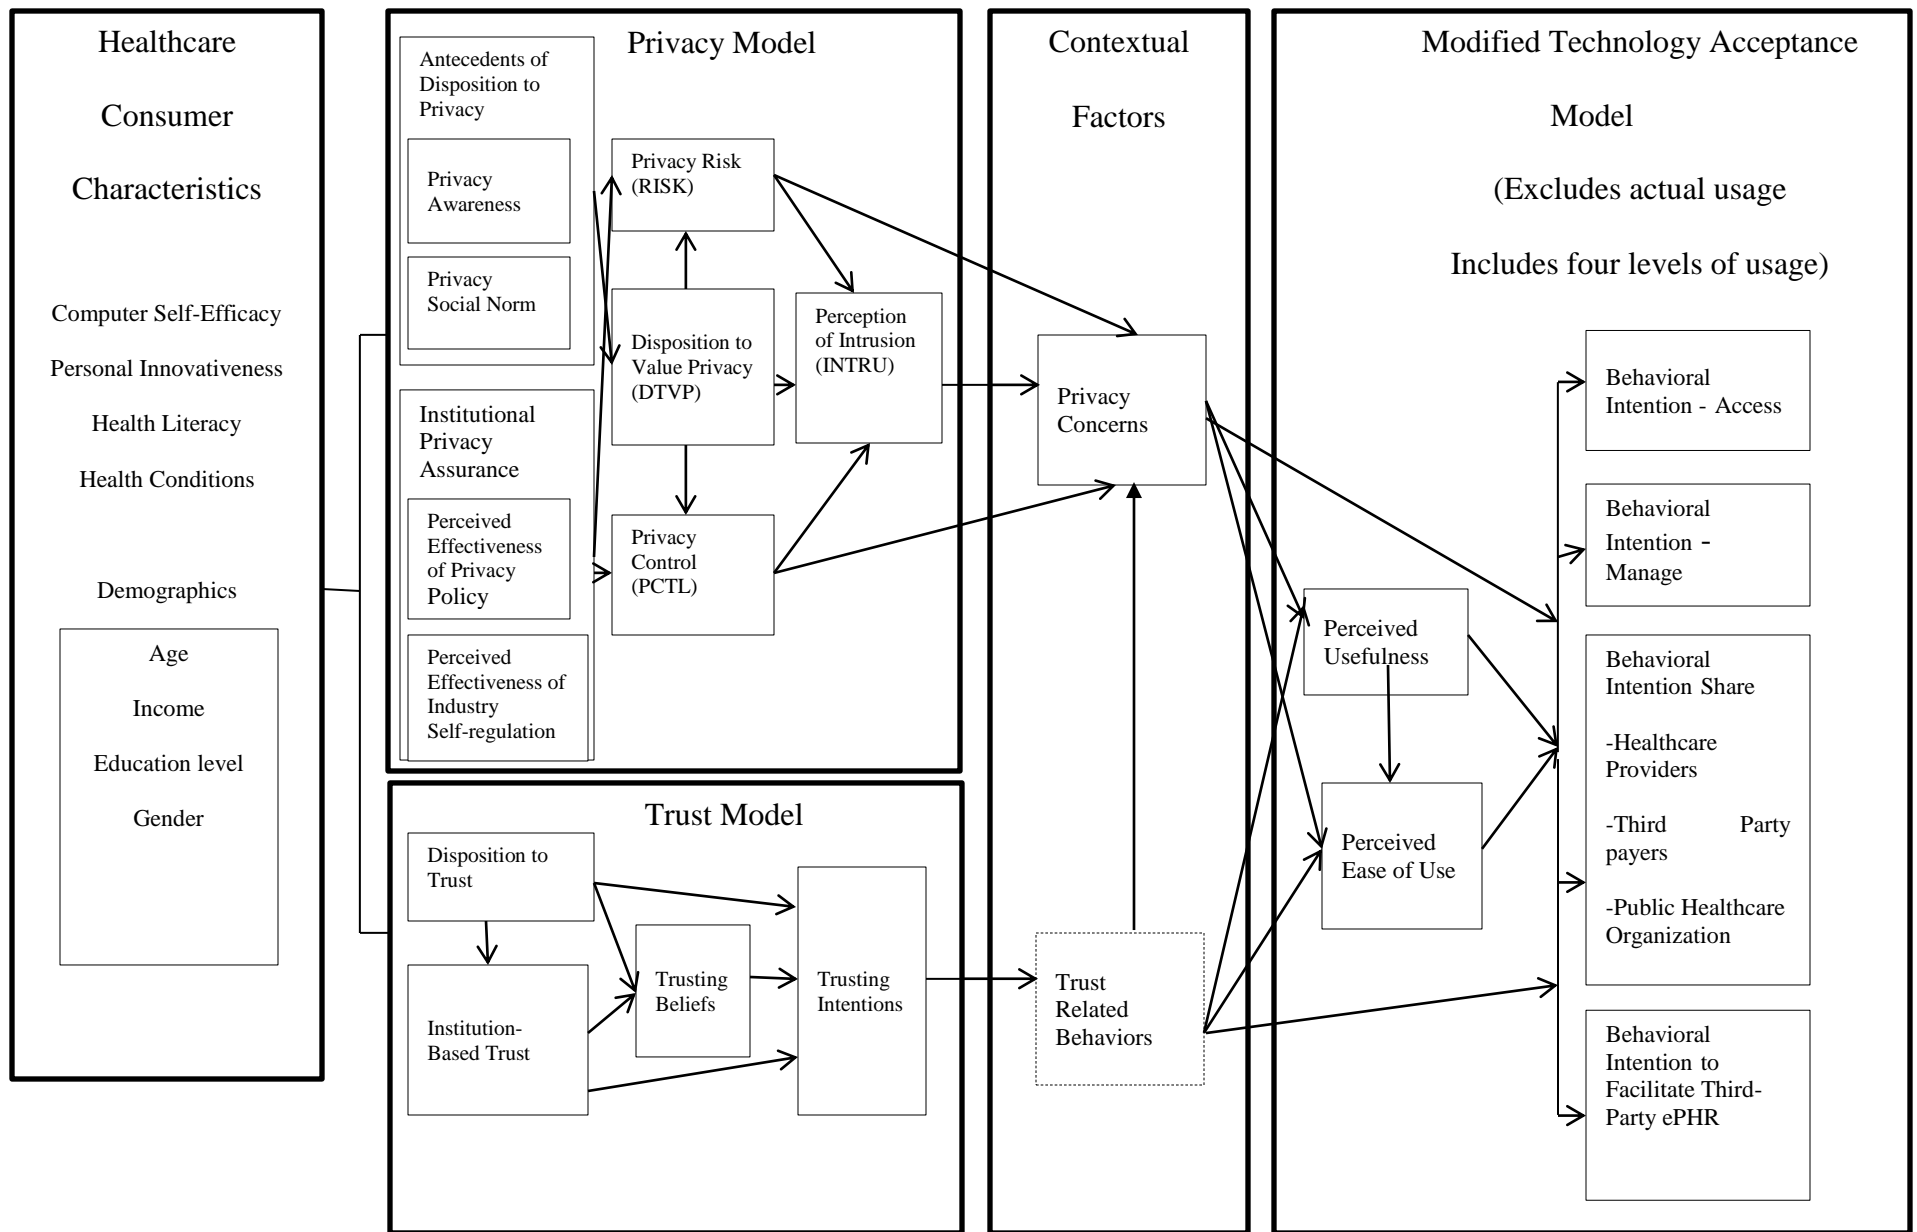 Healthcare
Consumer
Characteristics
Computer Self-Efficacy
Personal Innovativeness
Health Literacy
Health Conditions
Demographics
Age
Income
Education level
Gender
Privacy Model
Antecedents of
Disposition to
Privacy
Privacy
Awareness
Privacy
Social Norm
Institutional
Privacy
Assurance
Perceived
Effectiveness
of Privacy
Policy
Perceived
Effectiveness of
Industry
Self-regulation
Privacy Risk
(RISK)
Disposition to
Value Privacy
(DTVP)
Privacy
Control
(PCTL)
Perception
of Intrusion
(INTRU)
Trust Model
Disposition to
Trust
Institution-
Based Trust
Trusting
Beliefs
Trusting
Intentions
Contextual
Factors
Privacy
Concerns
Trust
Related
Behaviors
Modified Technology Acceptance
Model
(Excludes actual usage
Includes four levels of usage)
Perceived
Usefulness
Perceived
Ease of Use
Behavioral
Intention - Access
Behavioral
Intention -
Manage
Behavioral
Intention Share
-Healthcare
Providers
-Third Party
payers
-Public Healthcare
Organization
Behavioral
Intention to
Facilitate Third-
Party ePHR